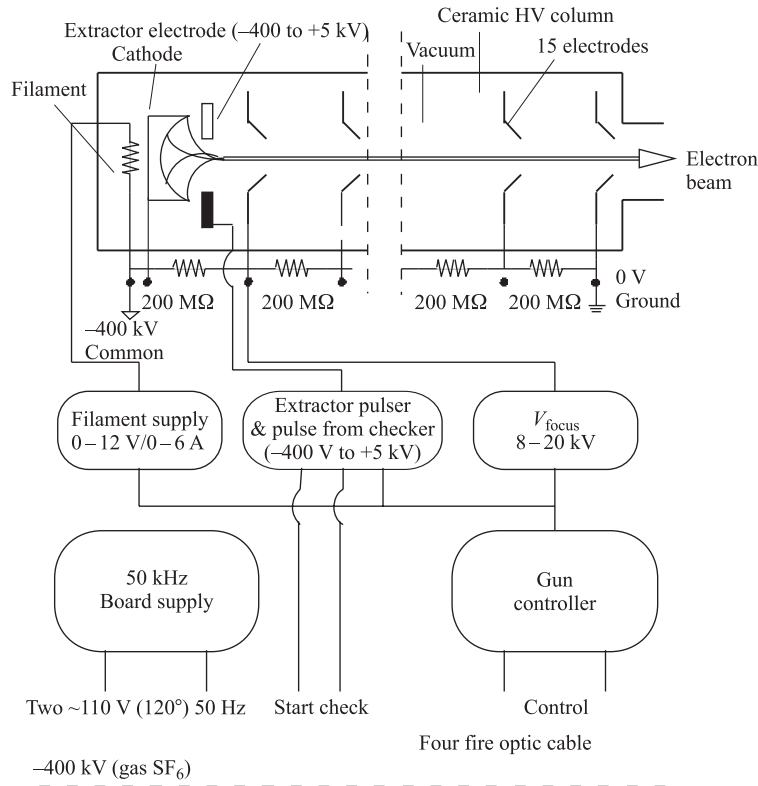 Ceramic HV column
Extractor electrode (–400 to +5 kV)
Cathode
Vacuum
15 electrodes
Filament
Electron
beam
0 V
Ground
200 MΩ
200 MΩ
200 MΩ
200 MΩ
–400 kV
Common
Filament supply
0–12 V/0–6 A
Extractor pulser
& pulse from checker
(–400 V to +5 kV)
Vfocus
8–20 kV
50 kHz
Board supply
Gun
controller
Two ~110 V (120°) 50 Hz
Start check
Control
Four fire optic cable
–400 kV (gas SF6)